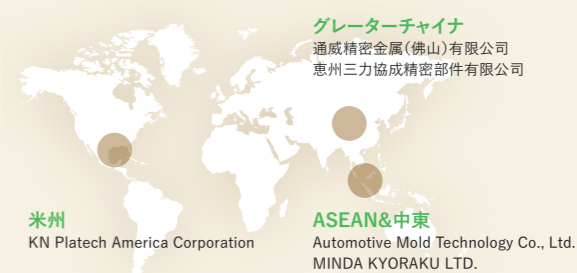 グレーターチャイナ
通威精密金属(佛山)有限公司
恵州三力協成精密部件有限公司
米州
KN Platech America Corporation
ASEAN&中東
Automotive Mold Technology Co., Ltd.
MINDA KYORAKU LTD.